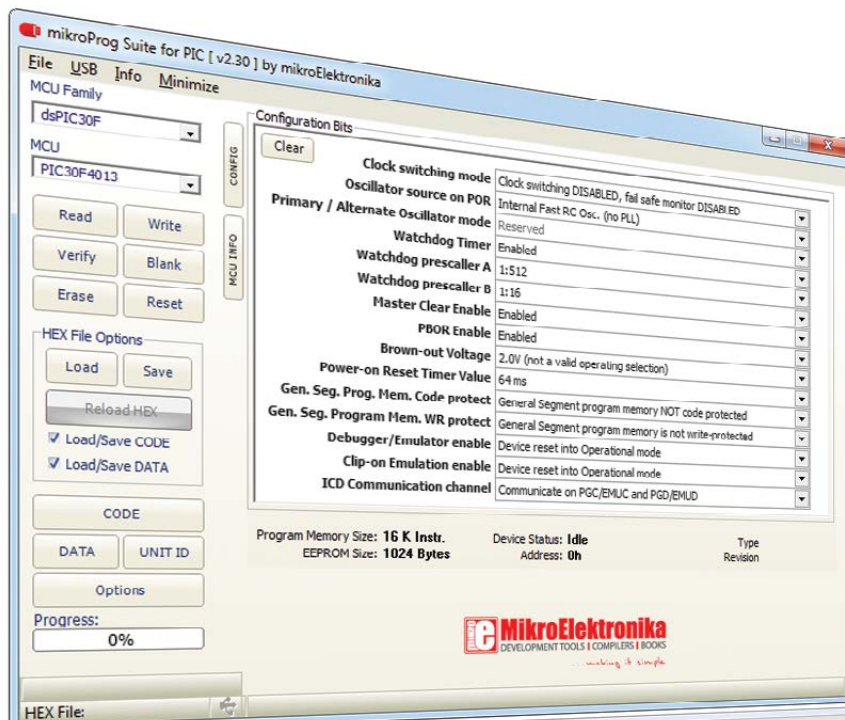 mikroProg Suite for PIC [ v2.30 ] by mikroElektronika
File USB Info Minimize
MCU Family
dsPIC30F
MCU
PIC30F4013
Read Write
Verify Blank
Erase Reset
HEX File Options
Load Save
Reload HEX
Load/Save CODE
Load/Save DATA
CODE
DATA UNIT ID
Options
Progress:
0%
HEX File:
CONFIG
MCU INFO
Configuration Bits
Clear
Clock switching mode Clock switching DISABLED, fail safe monitor DISABLED
Oscillator source on POR Internal Fast RC Osc. (no PLL)
Primary / Alternate Oscillator mode Reserved
Watchdog Timer Enabled
Watchdog prescaller A 1:512
Watchdog prescaller B 1:16
Master Clear Enable Enabled
PBOR Enable Enabled
Brown-out Voltage 2.0V (not a valid operating selection)
Power-on Reset Timer Value 64 ms
Gen. Seg. Prog. Mem. Code protect General Segment program memory NOT code protected
Gen. Seg. Program Mem. WR protect General Segment program memory is not write-protected
Debugger/Emulator enable Device reset into Operational mode
Clip-on Emulation enable Device reset into Operational mode
ICD Communication channel Communicate on PGC/EMUC and PGD/EMUD
Program Memory Size: 16 K Instr. Device Status: Idle Type
EEPROM Size: 1024 Bytes Address: 0h Revision
MikroElektronika
DEVELOPMENT TOOLS | COMPILERS | BOOKS
...making it simple